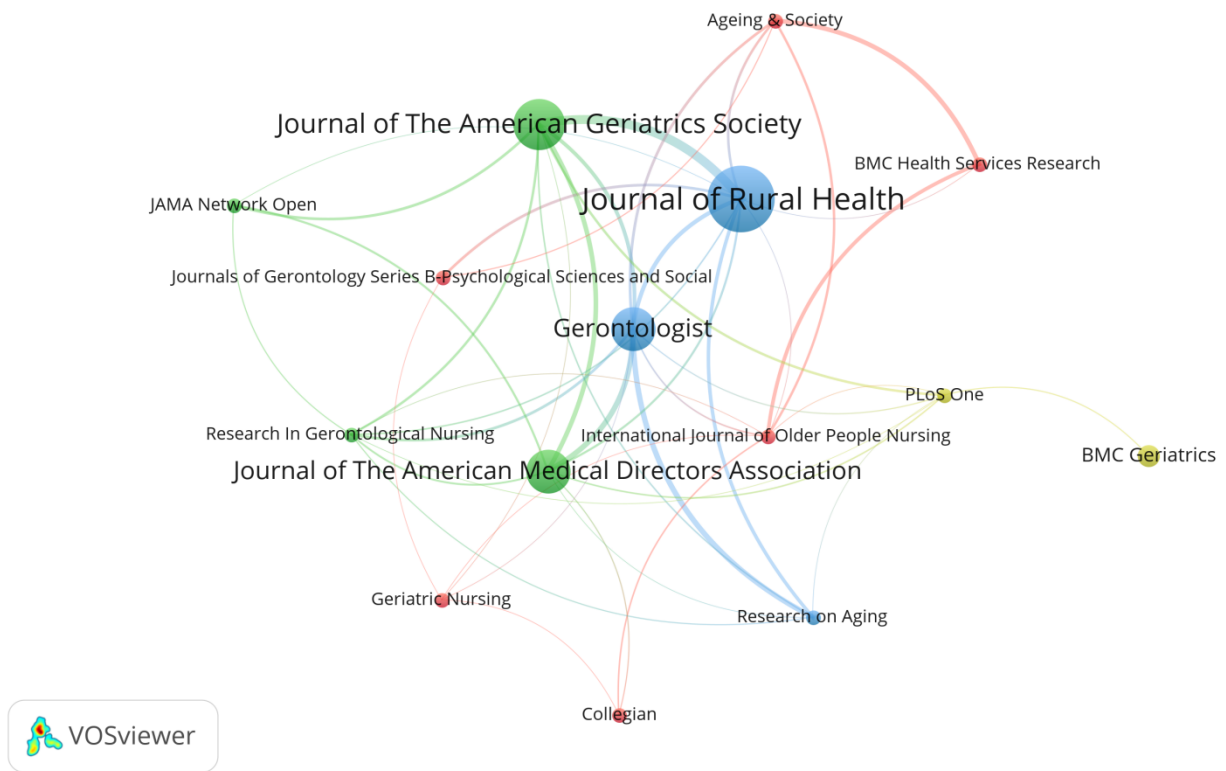 Ageing & Society
Journal of The American Geriatrics Society
BMC Health Services Research
Journal of Rural Health
JAMA Network Open
Journals of Gerontology Series B-Psychological Sciences and Social
Gerontologist
PLoS One
Research In Gerontological Nursing
International Journal of Older People Nursing
BMC Geriatrics
Journal of The American Medical Directors Association
Geriatric Nursing
Research on Aging
Collegian
VOSviewer